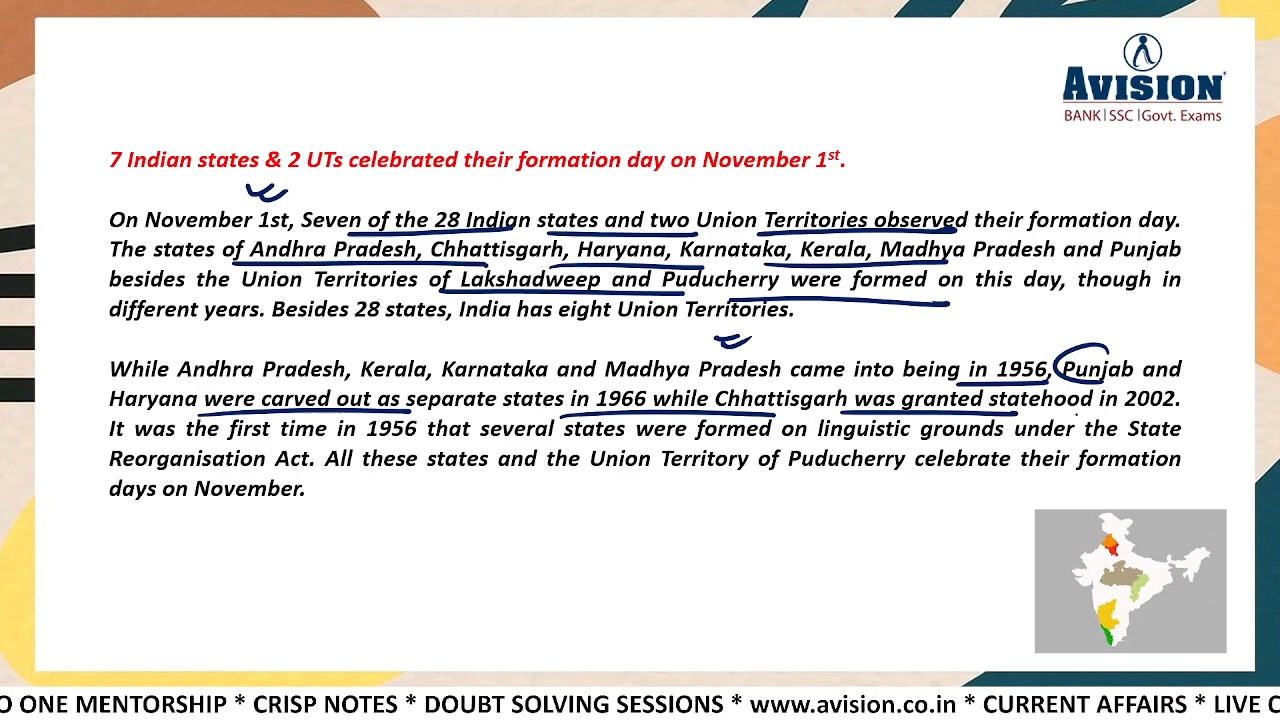 AVISION
BANK|SSC|Govt. Exams
7 Indian states & 2 UTs celebrated their formation day on November 1st.
On November 1st, Seven of the 28 Indian states and two Union Territories observed their formation day.
The states of Andhra Pradesh, Chhattisgarh, Haryana, Karnataka, Kerala, Madhya Pradesh and Punjab
besides the Union Territories of Lakshadweep and Puducherry were formed on this day, though in
different years. Besides 28 states, India has eight Union Territories.
While Andhra Pradesh, Kerala, Karnataka and Madhya Pradesh came into being in 1956, Punjab and
Haryana were carved out as separate states in 1966 while Chhattisgarh was granted statehood in 2002.
It was the first time in 1956 that several states were formed on linguistic grounds under the State
Reorganisation Act. All these states and the Union Territory of Puducherry celebrate their formation
days on November.
O ONE MENTORSHIP * CRISP NOTES * DOUBT SOLVING SESSIONS * www.avision.co.in * CURRENT AFFAIRS * LIVE C